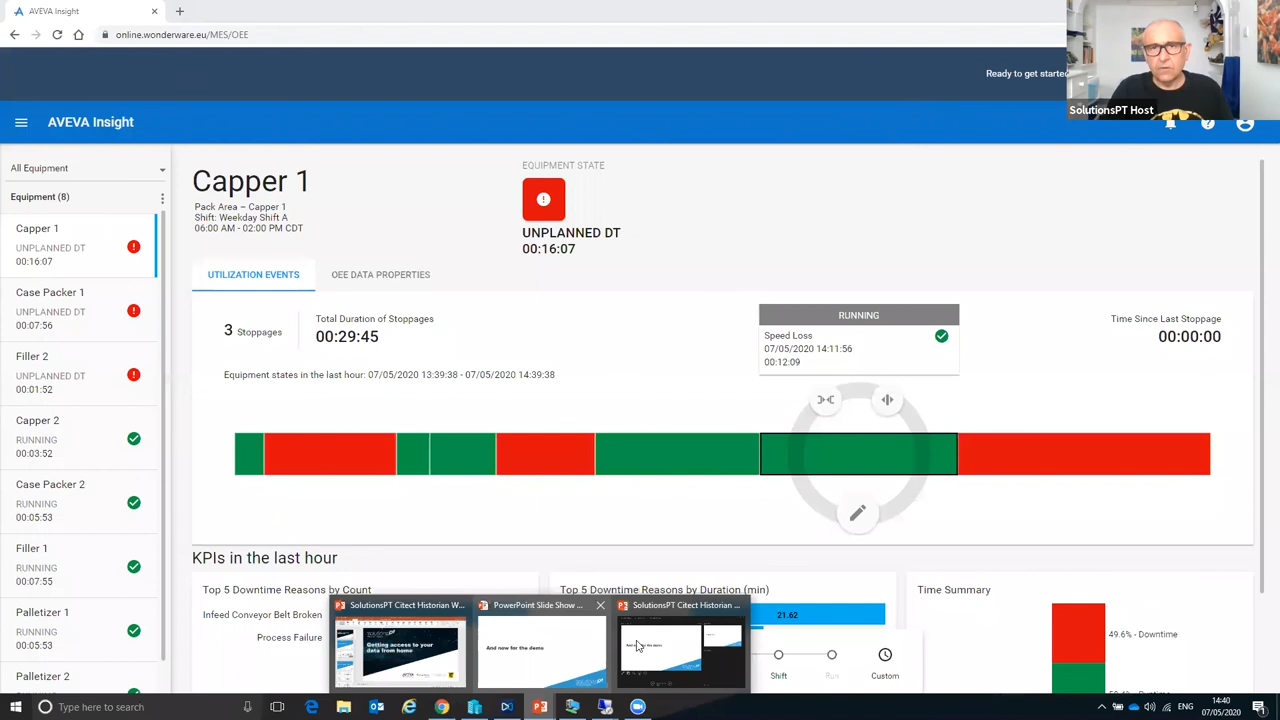 AVEVA Insight
online.wonderware.eu/MES/OEE
Ready to get starte
SolutionsPT Host
AVEVA Insight
All Equipment
Equipment (8)
Capper 1
UNPLANNED DT
00:16:07
Case Packer 1
UNPLANNED DT
00:07:56
Filler 2
UNPLANNED DT
00:01:52
Capper 2
RUNNING
00:03:52
Case Packer 2
RUNNING
00:05:53
Filler 1
RUNNING
00:07:55
Palletizer 1
RUNNING
00:05:53
Palletizer 2
Capper 1
Pack Area – Capper 1
Shift: Weekday Shift A
06:00 AM - 02:00 PM CDT
EQUIPMENT STATE
UNPLANNED DT
00:16:07
UTILIZATION EVENTS
OEE DATA PROPERTIES
3 Stoppages
Total Duration of Stoppages
00:29:45
RUNNING
Speed Loss
07/05/2020 14:11:56
00:12:09
Time Since Last Stoppage
00:00:00
Equipment states in the last hour: 07/05/2020 13:39:38 - 07/05/2020 14:39:38
KPIs in the last hour
Top 5 Downtime Reasons by Count
Infeed Conveyor Belt Broken
Process Failure
Top 5 Downtime Reasons by Duration (min)
21.62
Time Summary
49.6% - Downtime
Shift
Run
Custom
SolutionsPT Citect Historian W...
Getting access to your
data from home
PowerPoint Slide Show ...
And now for the demo
SolutionsPT Citect Historian ...
Type here to search
ENG
14:40
07/05/2020